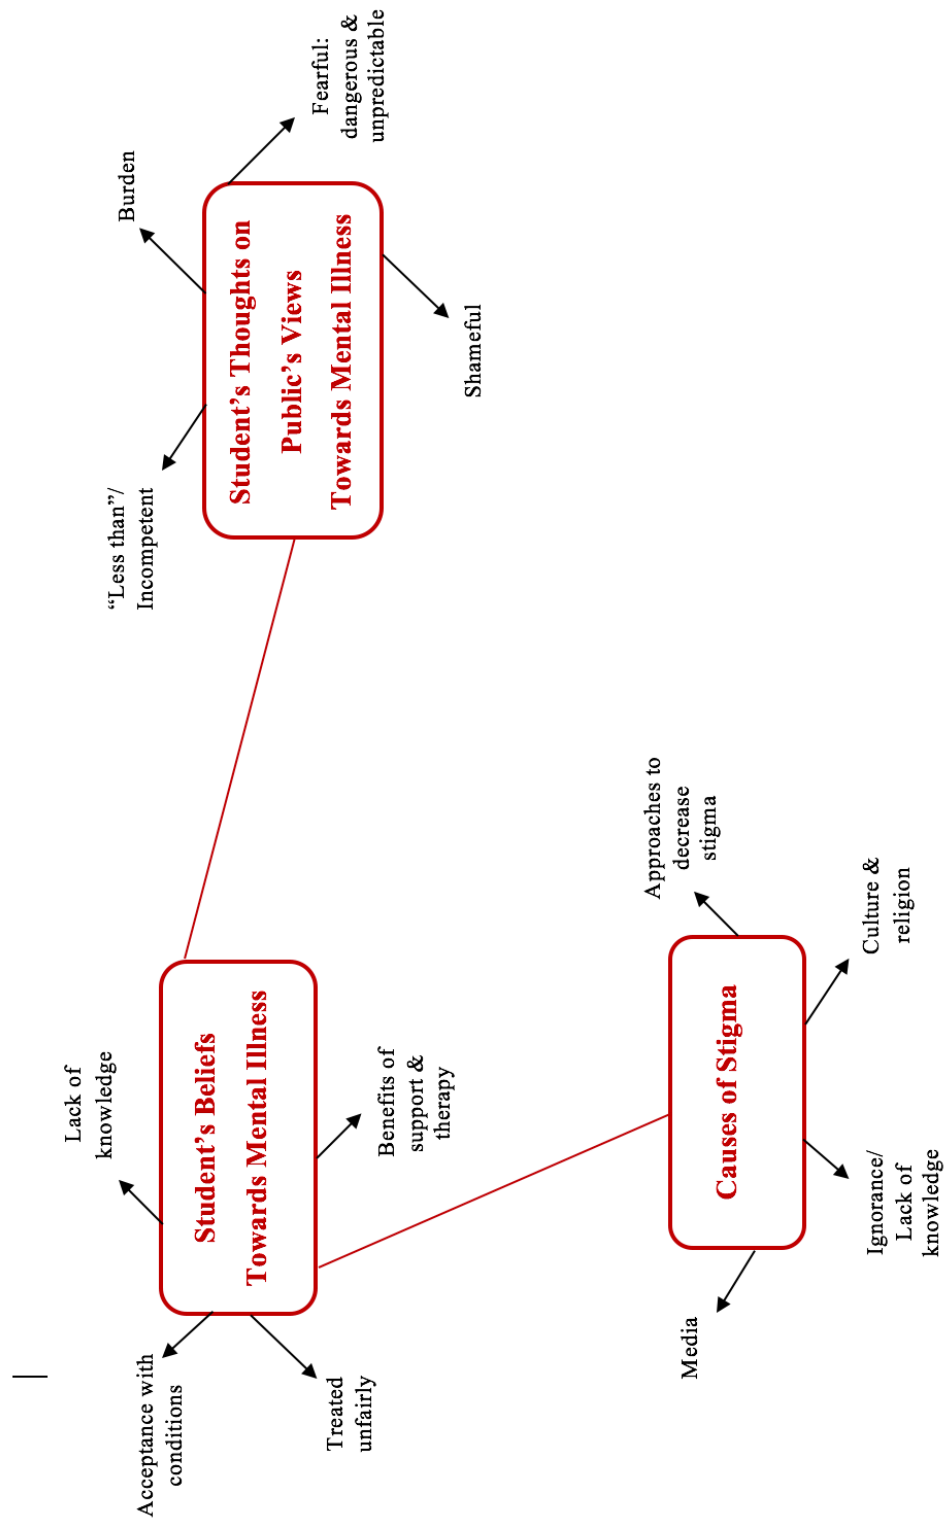 Lack of
knowledge
Acceptance with
conditions
Student’s Beliefs
Towards Mental Illness
Treated
unfairly
Benefits of
support &
therapy
“Less than”/
Incompetent
Burden
Student’s Thoughts on
Public’s Views
Towards Mental Illness
Fearful:
dangerous &
unpredictable
Shameful
Approaches to
decrease
stigma
Causes of Stigma
Media
Ignorance/
Lack of
knowledge
Culture &
religion